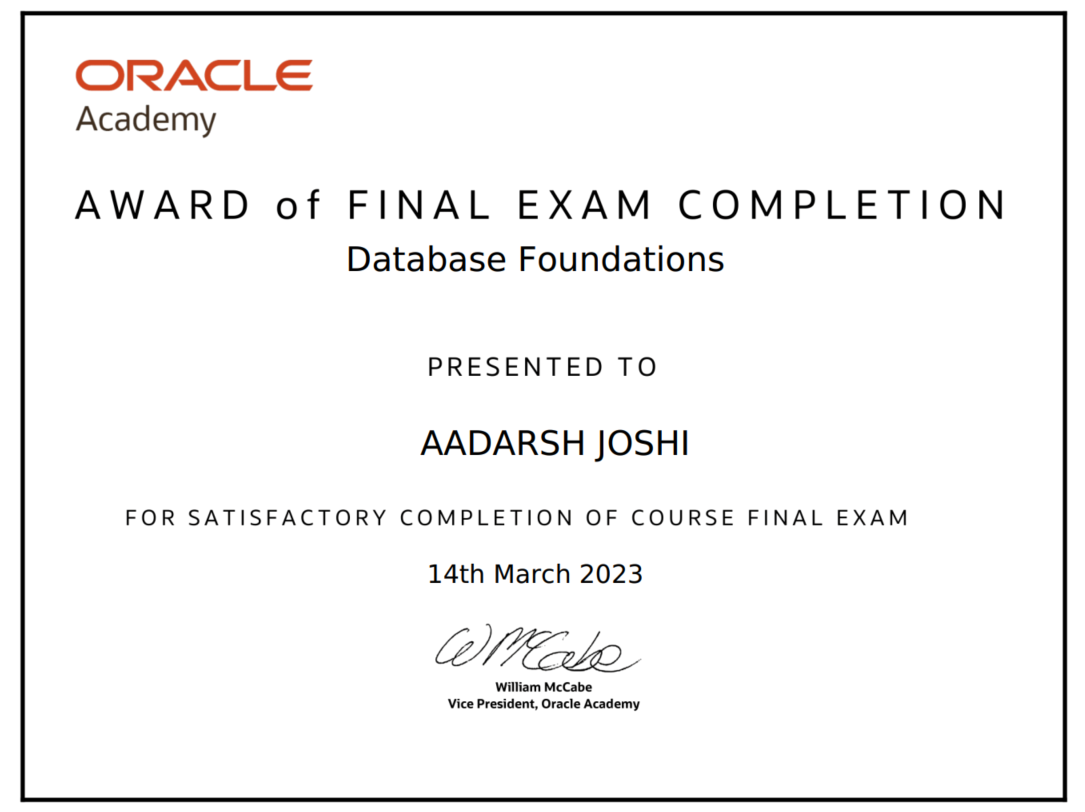 ORACLE
Academy
AWARD of FINAL EXAM COMPLETION
Database Foundations
PRESENTED TO
AADARSH JOSHI
FOR SATISFACTORY COMPLETION OF COURSE FINAL EXAM
14th March 2023
W McCabe
William McCabe
Vice President, Oracle Academy